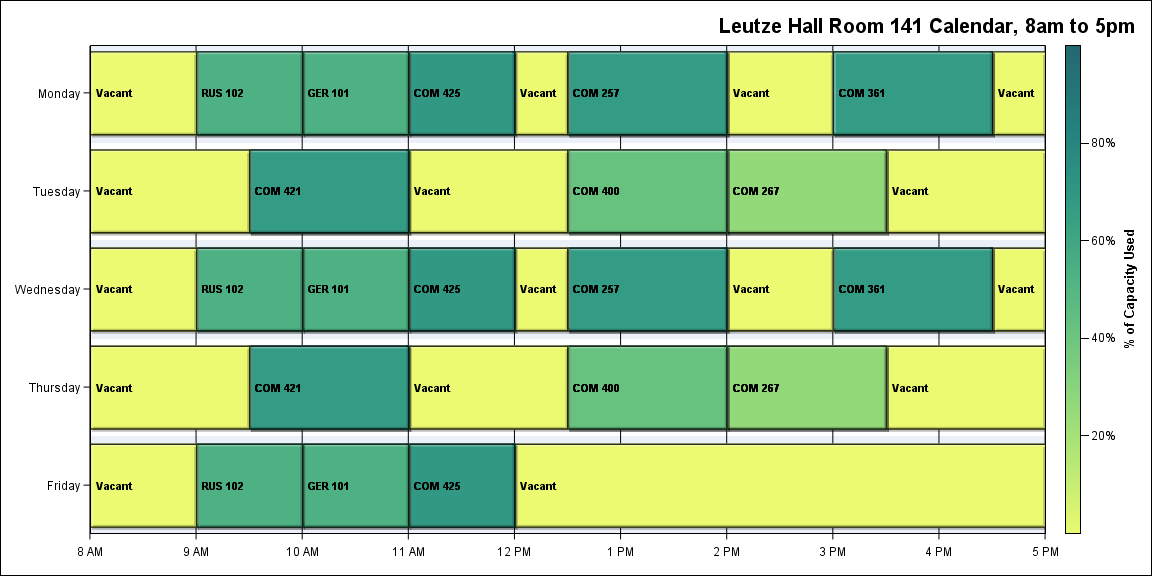 Leutze Hall Room 141 Calendar, 8am to 5pm
Monday
Vacant
RUS 102
GER 101
COM 425
Vacant
COM 257
Vacant
COM 361
Vacant
Tuesday
Vacant
COM 421
Vacant
COM 400
COM 267
Vacant
Wednesday
Vacant
RUS 102
GER 101
COM 425
Vacant
COM 257
Vacant
COM 361
Vacant
Thursday
Vacant
COM 421
Vacant
COM 400
COM 267
Vacant
Friday
Vacant
RUS 102
GER 101
COM 425
Vacant
8 AM
9 AM
10 AM
11 AM
12 PM
1 PM
2 PM
3 PM
4 PM
5 PM
80%
60%
40%
20%
% of Capacity Used